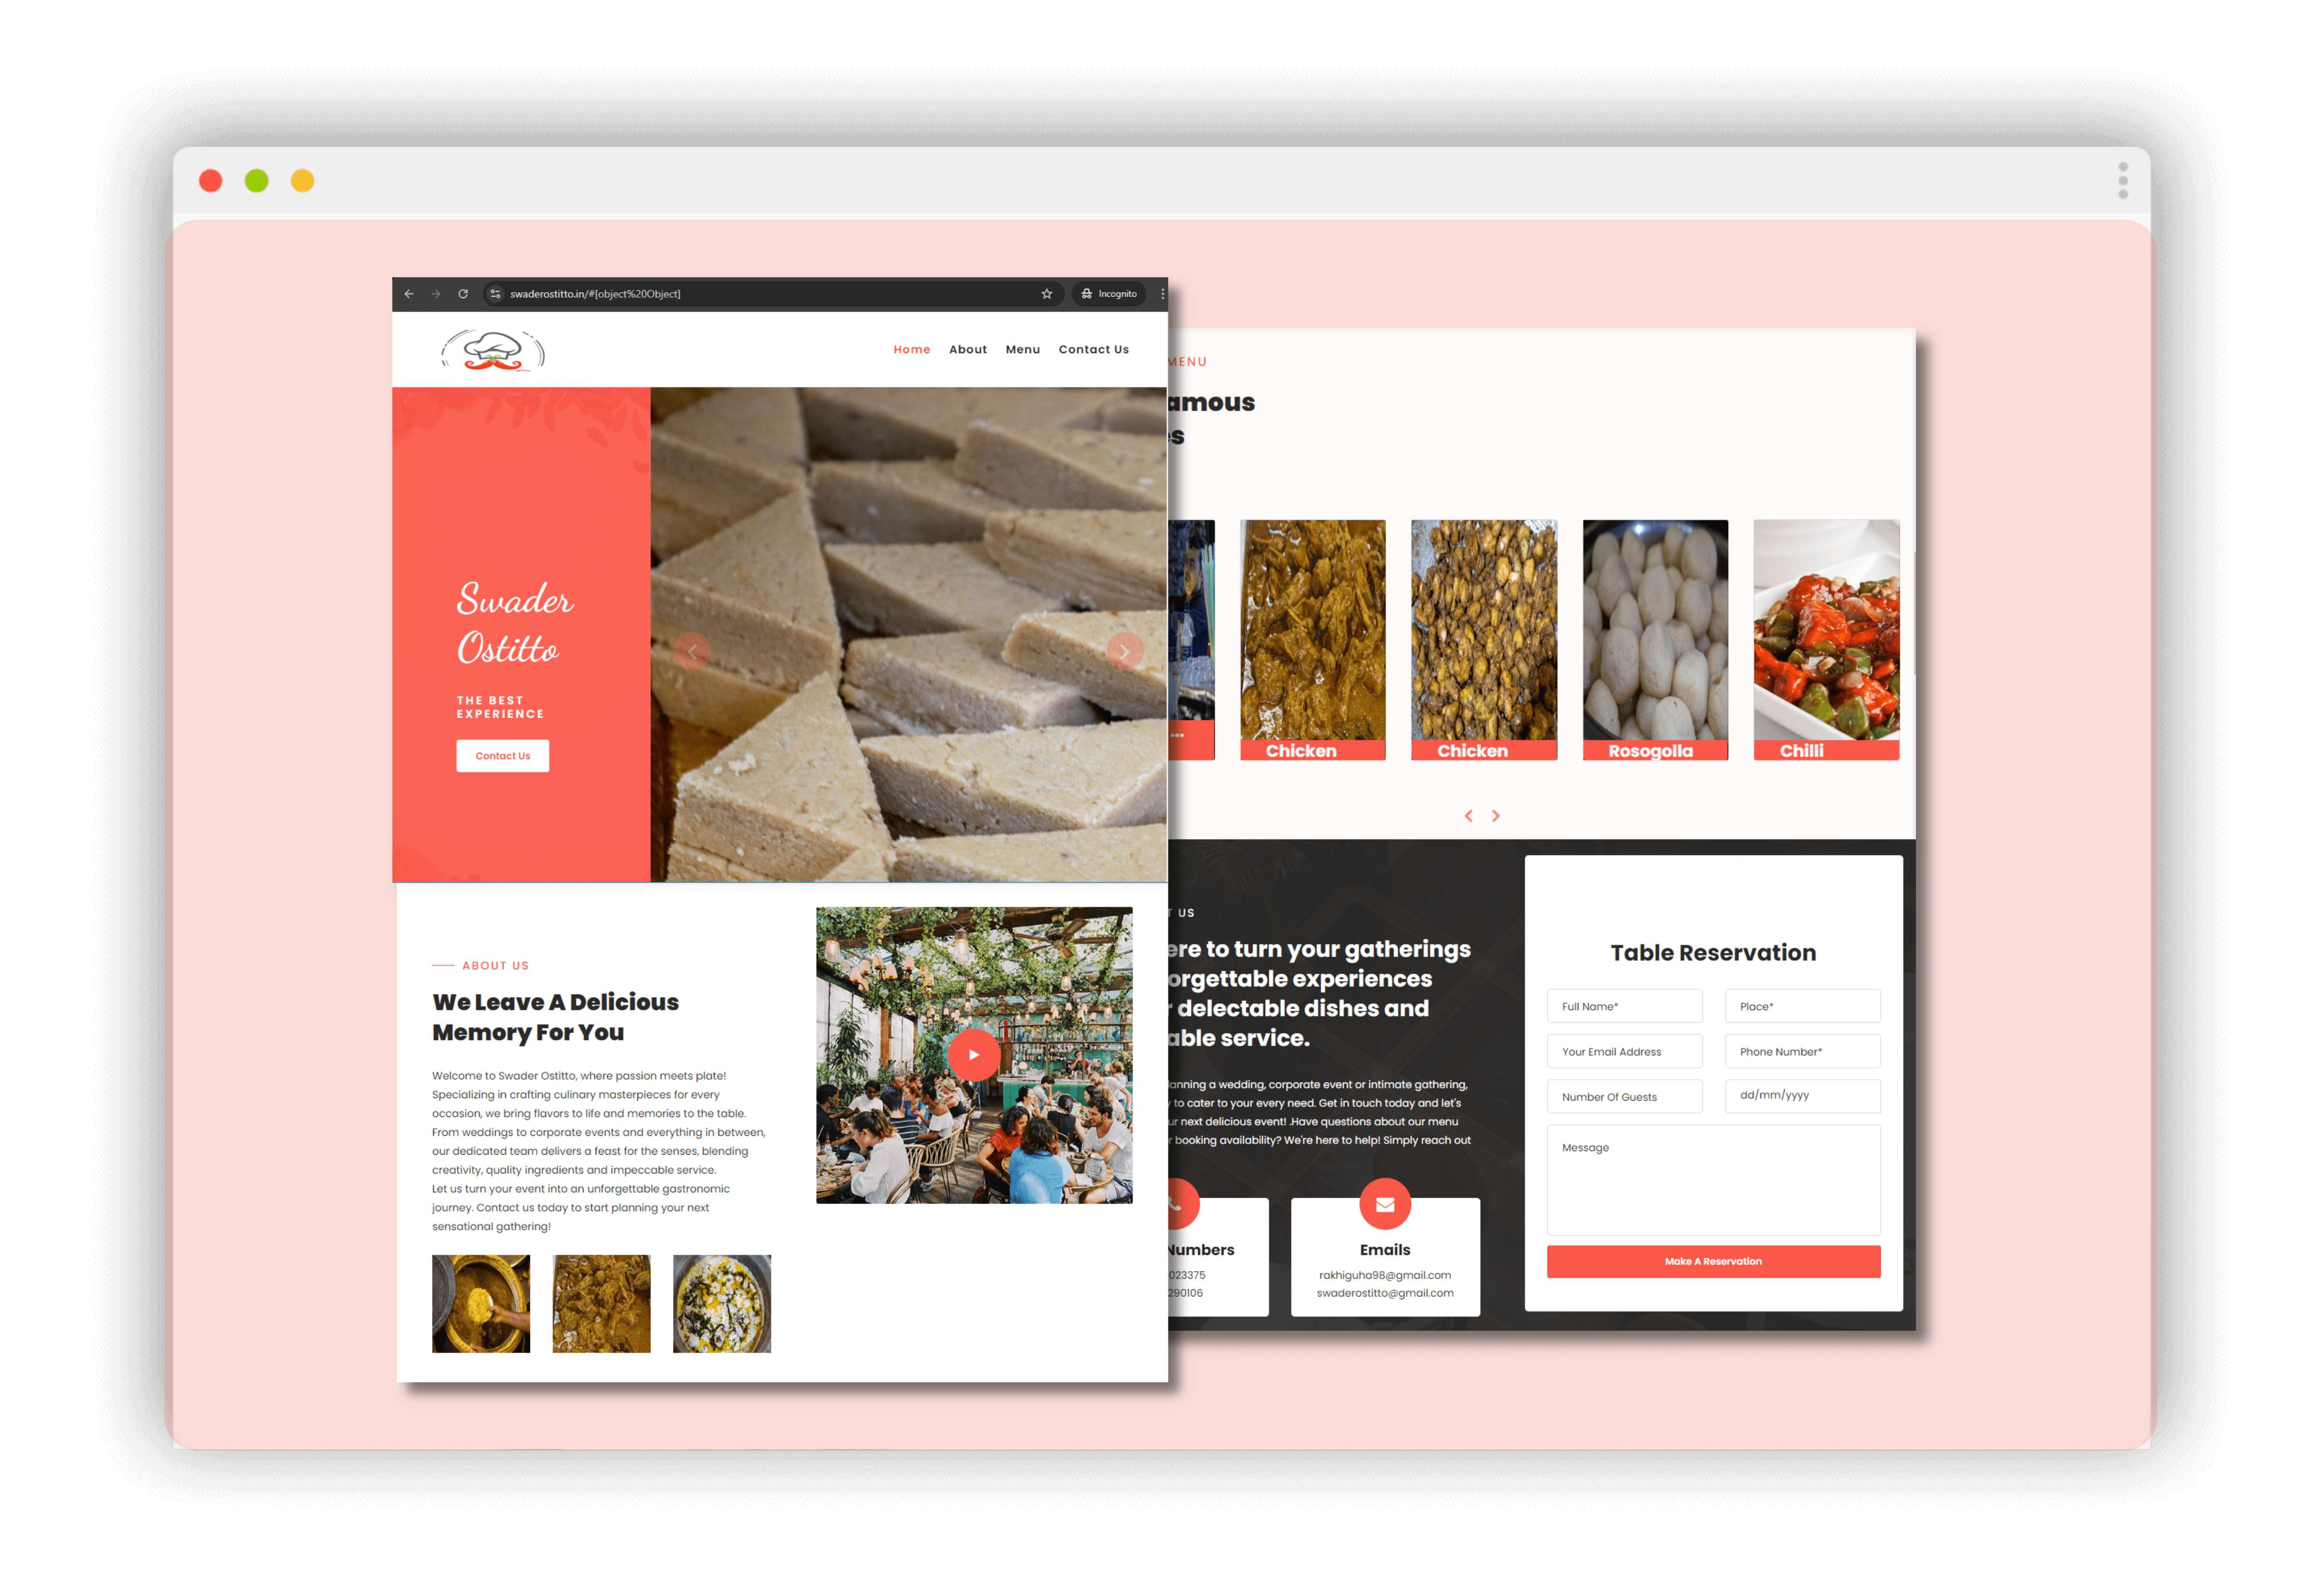 swaderostitto.in/#[object%20Object]
Incognito
Home About Menu Contact Us
Swader
Ostitto
THE BEST
EXPERIENCE
Contact Us
ABOUT US
We Leave A Delicious
Memory For You
Welcome to Swader Ostitto, where passion meets plate!
Specializing in crafting culinary masterpieces for every
occasion, we bring flavors to life and memories to the table.
From weddings to corporate events and everything in between,
our dedicated team delivers a feast for the senses, blending
creativity, quality ingredients and impeccable service.
Let us turn your event into an unforgettable gastronomic
journey. Contact us today to start planning your next
sensational gathering!
MENU
amous
es
...
Chicken
Chicken
Rosogolla
Chilli
T US
ere to turn your gatherings
orgettable experiences
r delectable dishes and
able service.
anning a wedding, corporate event or intimate gathering,
y to cater to your every need. Get in touch today and let's
ur next delicious event! .Have questions about our menu
r booking availability? We're here to help! Simply reach out
Numbers
023375
290106
Emails
rakhiguha98@gmail.com
swaderostitto@gmail.com
Table Reservation
Full Name*
Place*
Your Email Address
Phone Number*
Number Of Guests
dd/mm/yyyy
Message
Make A Reservation